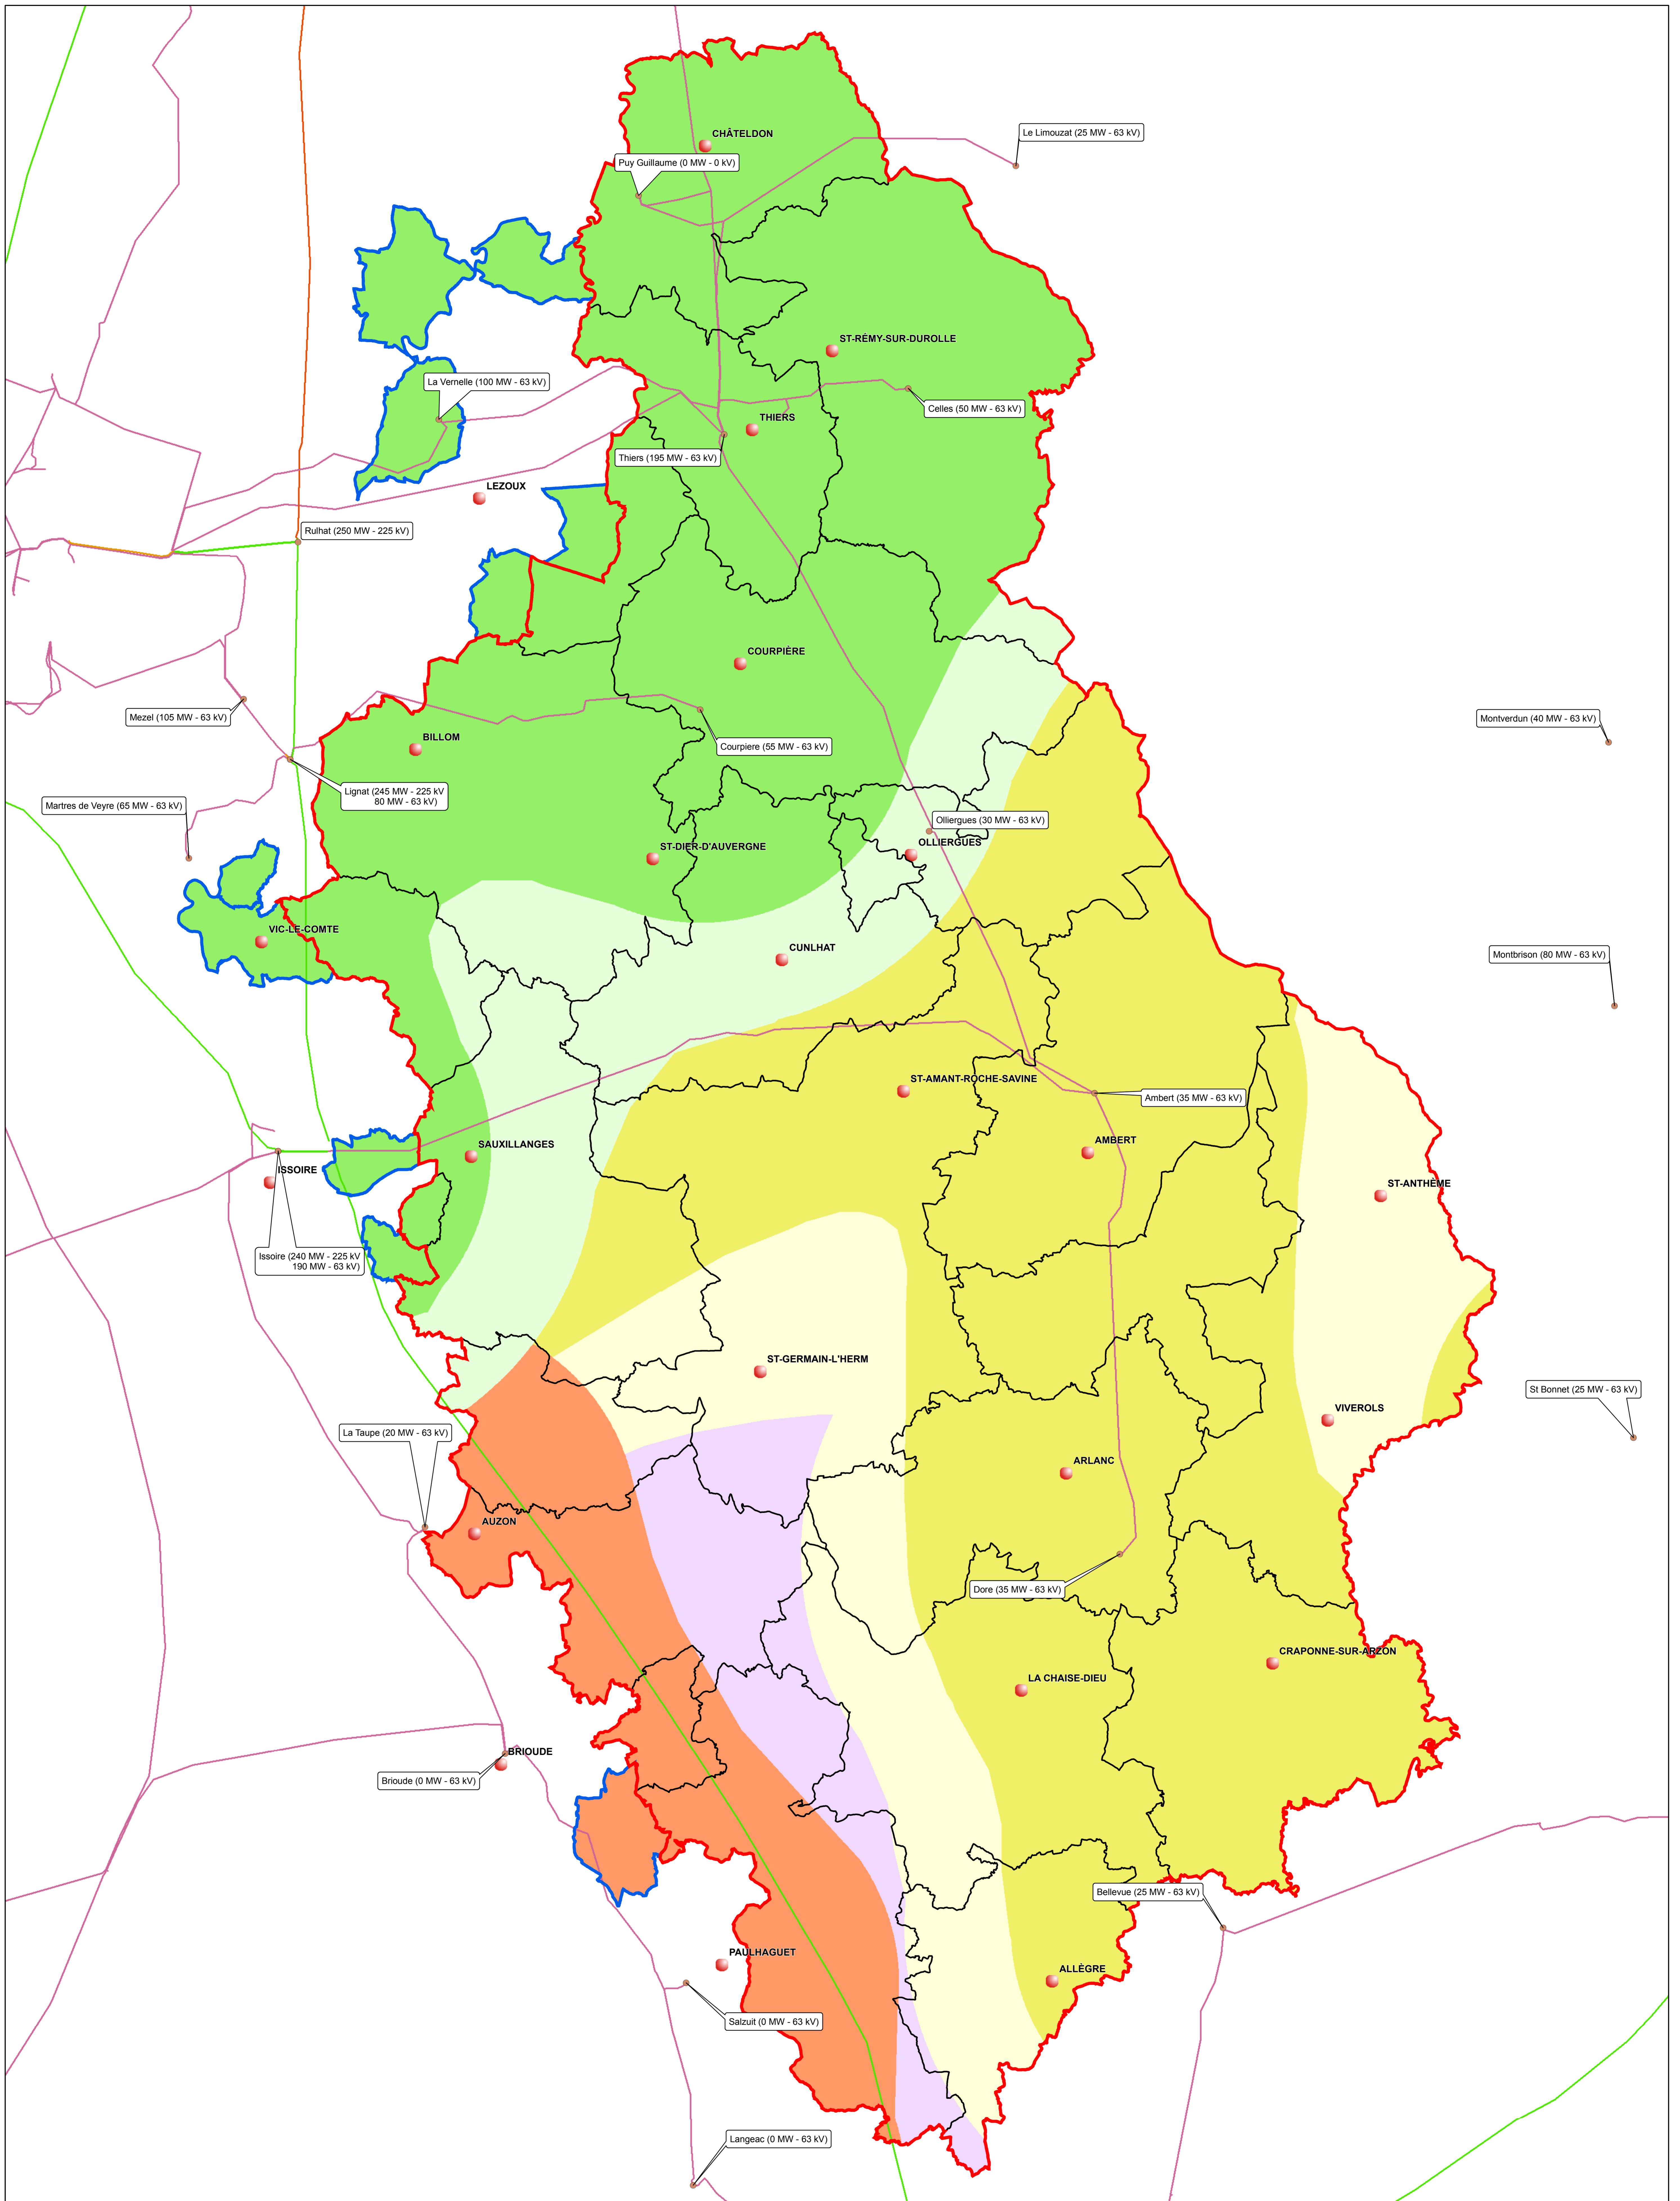 CHÂTELDON
Le Limouzat (25 MW - 63 kV)
Puy Guillaume (0 MW - 0 kV)
ST-RÉMY-SUR-DUROLLE
La Vernelle (100 MW - 63 kV)
Celles (50 MW - 63 kV)
THIERS
Thiers (195 MW - 63 kV)
LEZOUX
Rulhat (250 MW - 225 kV)
COURPIÈRE
Mezel (105 MW - 63 kV)
Montverdun (40 MW - 63 kV)
BILLOM
Courpiere (55 MW - 63 kV)
Lignat (245 MW - 225 kV
80 MW - 63 kV)
Martres de Veyre (65 MW - 63 kV)
Olliergues (30 MW - 63 kV)
OLLIERGUES
ST-DIER-D'AUVERGNE
VIC-LE-COMTE
CUNLHAT
Montbrison (80 MW - 63 kV)
ST-AMANT-ROCHE-SAVINE
Ambert (35 MW - 63 kV)
AMBERT
SAUXILLANGES
ISSOIRE
ST-ANTHÈME
Issoire (240 MW - 225 kV
190 MW - 63 kV)
ST-GERMAIN-L'HERM
St Bonnet (25 MW - 63 kV)
VIVEROLS
La Taupe (20 MW - 63 kV)
ARLANC
AUZON
Dore (35 MW - 63 kV)
CRAPONNE-SUR-ARZON
LA CHAISE-DIEU
BRIOUDE
Brioude (0 MW - 63 kV)
Bellevue (25 MW - 63 kV)
PAULHAGUET
ALLÈGRE
Salzuit (0 MW - 63 kV)
Langeac (0 MW - 63 kV)